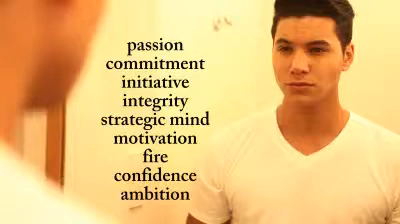 passion
commitment
initiative
integrity
strategic mind
motivation
fire
confidence
ambition